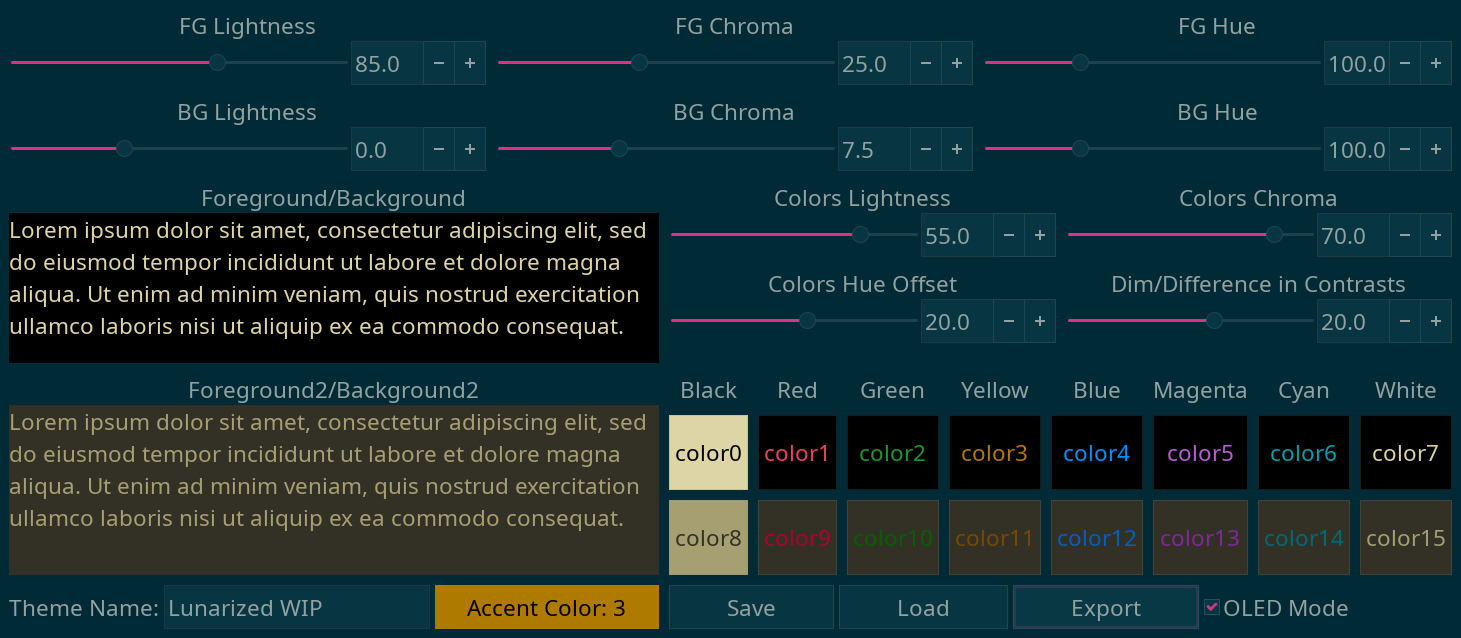 FG Lightness FG Chroma FG Hue
85.0 − + 25.0 − + 100.0 − +
BG Lightness BG Chroma BG Hue
0.0 − + 7.5 − + 100.0 − +
Foreground/Background
Lorem ipsum dolor sit amet, consectetur adipiscing elit, sed
do eiusmod tempor incididunt ut labore et dolore magna
aliqua. Ut enim ad minim veniam, quis nostrud exercitation
ullamco laboris nisi ut aliquip ex ea commodo consequat.
Colors Lightness Colors Chroma
55.0 − + 70.0 − +
Colors Hue Offset Dim/Difference in Contrasts
20.0 − + 20.0 − +
Foreground2/Background2
Lorem ipsum dolor sit amet, consectetur adipiscing elit, sed
do eiusmod tempor incididunt ut labore et dolore magna
aliqua. Ut enim ad minim veniam, quis nostrud exercitation
ullamco laboris nisi ut aliquip ex ea commodo consequat.
Black Red Green Yellow Blue Magenta Cyan White
color0 color1 color2 color3 color4 color5 color6 color7
color8 color9 color10 color11 color12 color13 color14 color15
Theme Name: Lunarized WIP Accent Color: 3 Save Load Export OLED Mode